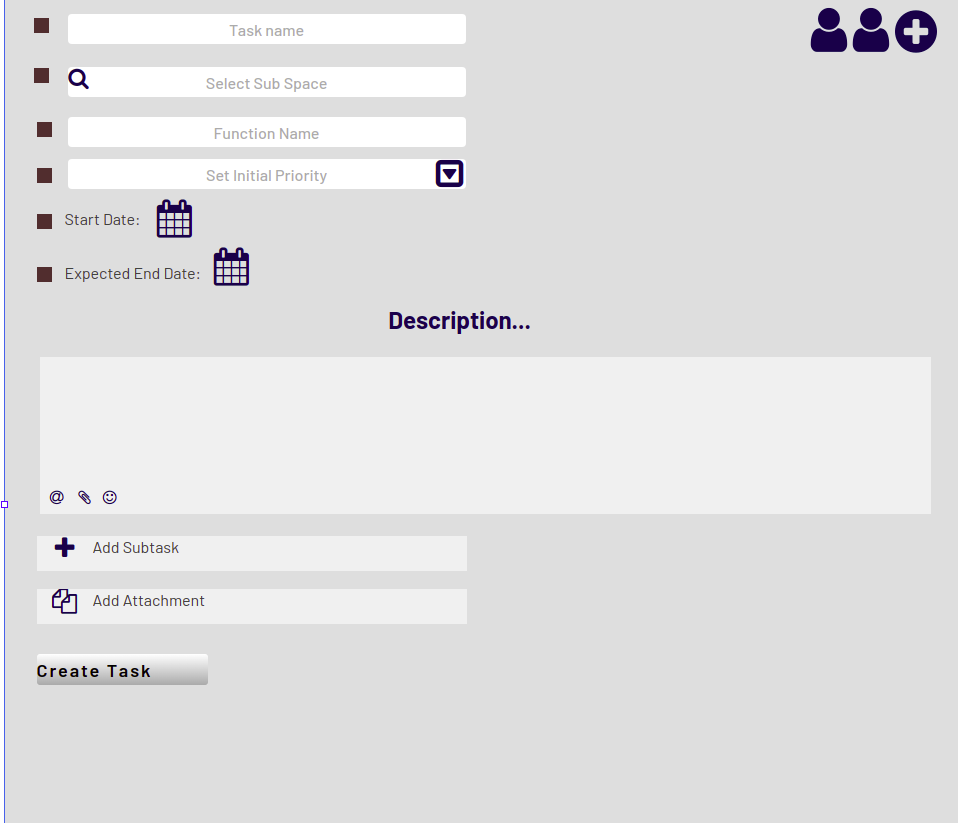 Task name
Select Sub Space
Function Name
Set Initial Priority
Start Date:
Expected End Date:
Description...
@
Add Subtask
Add Attachment
Create Task